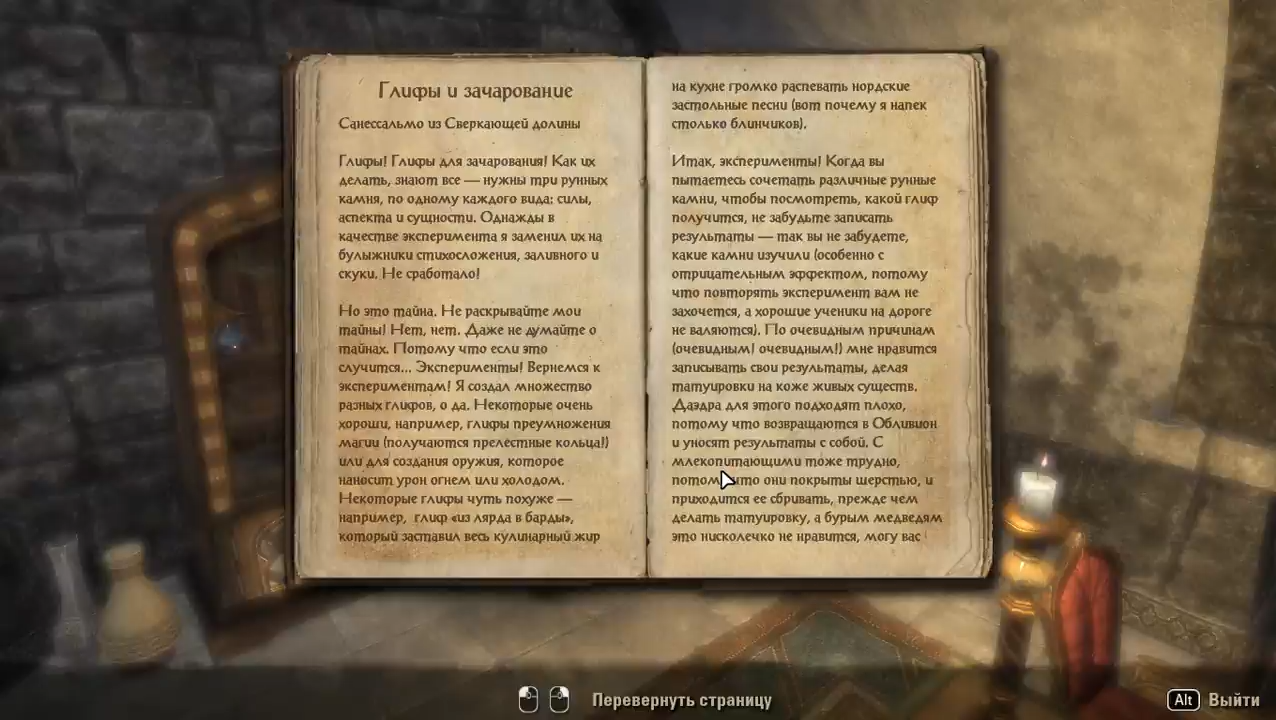 Глифы и зачарование
Санессальмо из Сверкающей долины
Глифы! Глифы для зачарования! Как их
делать, знают все — нужны три рунных
камня, по одному каждого вида: силы,
аспекта и сущности. Однажды в
качестве эксперимента я заменил их на
булыжники стихосложения, заливного и
скуки. Не сработало!
Но это тайна. Не раскрывайте мои
тайны! Нет, нет. Даже не думайте о
тайнах. Потому что если это
случится... Эксперименты! Вернемся к
экспериментам! Я создал множество
разных глифов, о да. Некоторые очень
хороши, например, глифы преумножения
магии (получаются прелестные кольца!)
или для создания оружия, которое
наносит урон огнем или холодом.
Некоторые глифы чуть похуже —
например, глиф «из лярда в барды»,
который заставил весь кулинарный жир
на кухне громко распевать нордские
застольные песни (вот почему я напек
столько блинчиков).
Итак, эксперименты! Когда вы
пытаетесь сочетать различные рунные
камни, чтобы посмотреть, какой глиф
получится, не забудьте записать
результаты — так вы не забудете,
какие камни изучили (особенно с
отрицательным эффектом, потому
что повторять эксперимент вам не
захочется, а хорошие ученики на дороге
не валяются). По очевидным причинам
(очевидным! очевидным!) мне нравится
записывать свои результаты, делая
татуировки на коже живых существ.
Даэдра для этого подходят плохо,
потому что возвращаются в Обливион
и уносят результаты с собой. С
млекопитающими тоже трудно,
потому что они покрыты шерстью, и
приходится ее сбривать, прежде чем
делать татуировку, а бурым медведям
это нисколечко не нравится, могу вас
Перевернуть страницу
Alt Выйти